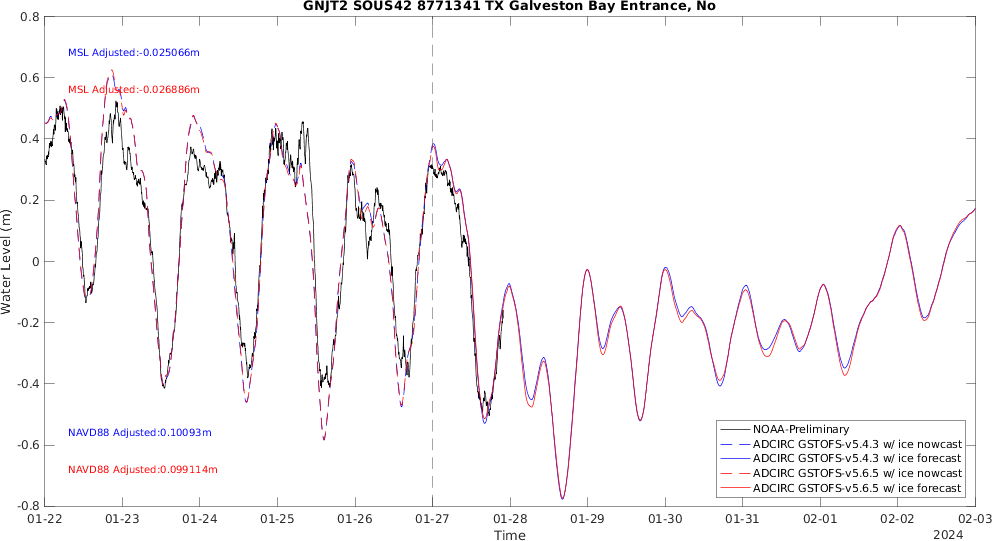 GNJT2 SOUS42 8771341 TX Galveston Bay Entrance, No
0.8
0.6
0.4
0.2
0
-0.2
-0.4
-0.6
-0.8
Water Level (m)
MSL Adjusted:-0.025066m
MSL Adjusted:-0.026886m
NAVD88 Adjusted:0.10093m
NAVD88 Adjusted:0.099114m
NOAA-Preliminary
ADCIRC GSTOFS-v5.4.3 w/ ice nowcast
ADCIRC GSTOFS-v5.4.3 w/ ice forecast
ADCIRC GSTOFS-v5.6.5 w/ ice nowcast
ADCIRC GSTOFS-v5.6.5 w/ ice forecast
01-22 01-23 01-24 01-25 01-26 01-27 01-28 01-29 01-30 01-31 02-01 02-02 02-03
Time
2024